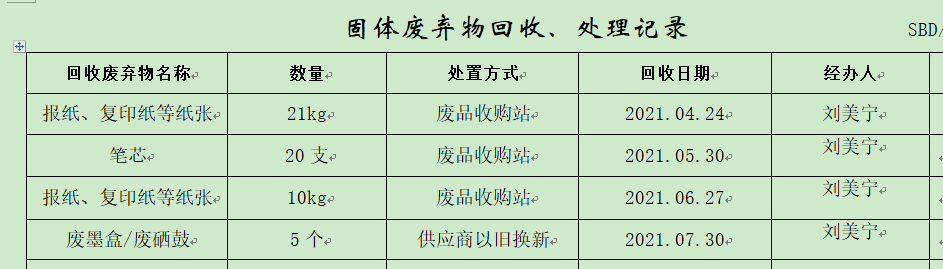 固体废弃物回收、处理记录 SBD/
回收废弃物名称 数量 处置方式 回收日期 经办人
报纸、复印纸等纸张 21kg 废品收购站 2021.04.24 刘美宁
笔芯 20支 废品收购站 2021.05.30 刘美宁
报纸、复印纸等纸张 10kg 废品收购站 2021.06.27 刘美宁
废墨盒/废硒鼓 5个 供应商以旧换新 2021.07.30 刘美宁